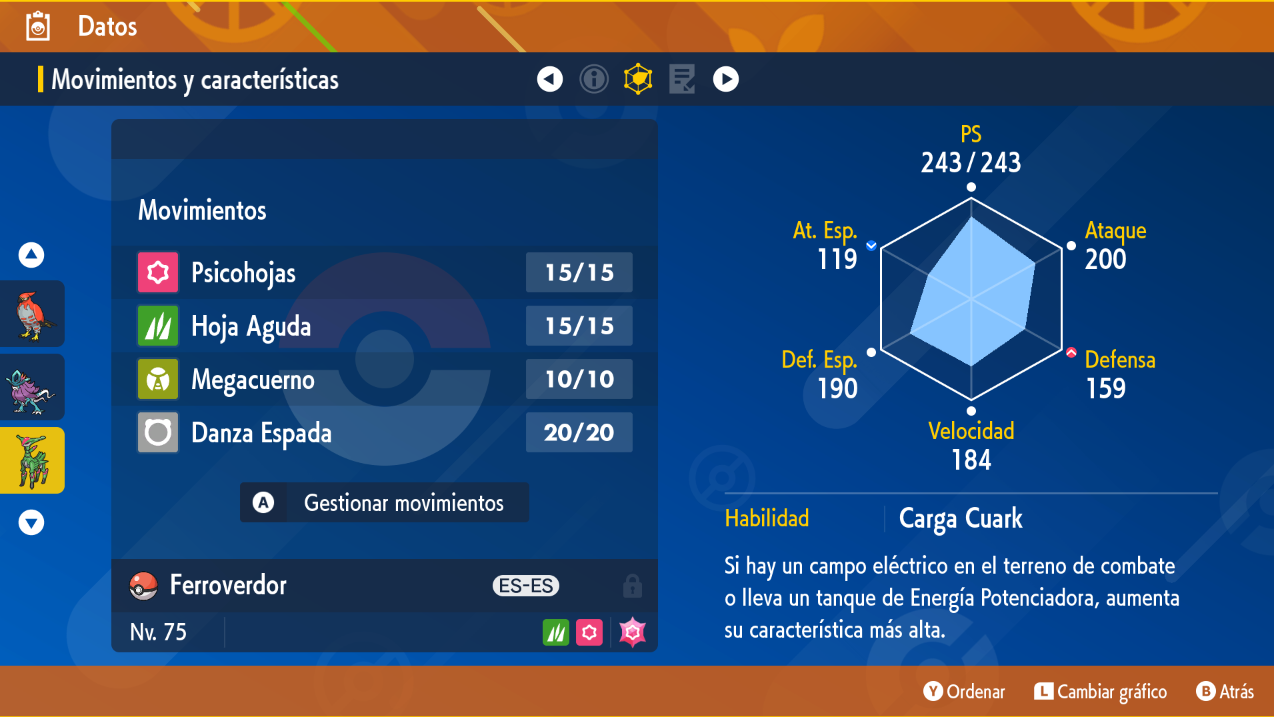 Datos
Movimientos y características
Movimientos
Psicohojas 15/15
Hoja Aguda 15/15
Megacuerno 10/10
Danza Espada 20/20
A Gestionar movimientos
Ferroverdor ES-ES
Nv. 75
PS
243/243
At. Esp.
119
Ataque
200
Def. Esp.
190
Defensa
159
Velocidad
184
Habilidad Carga Cuark
Si hay un campo eléctrico en el terreno de combate
o lleva un tanque de Energía Potenciadora, aumenta
su característica más alta.
Y Ordenar L Cambiar gráfico B Atrás